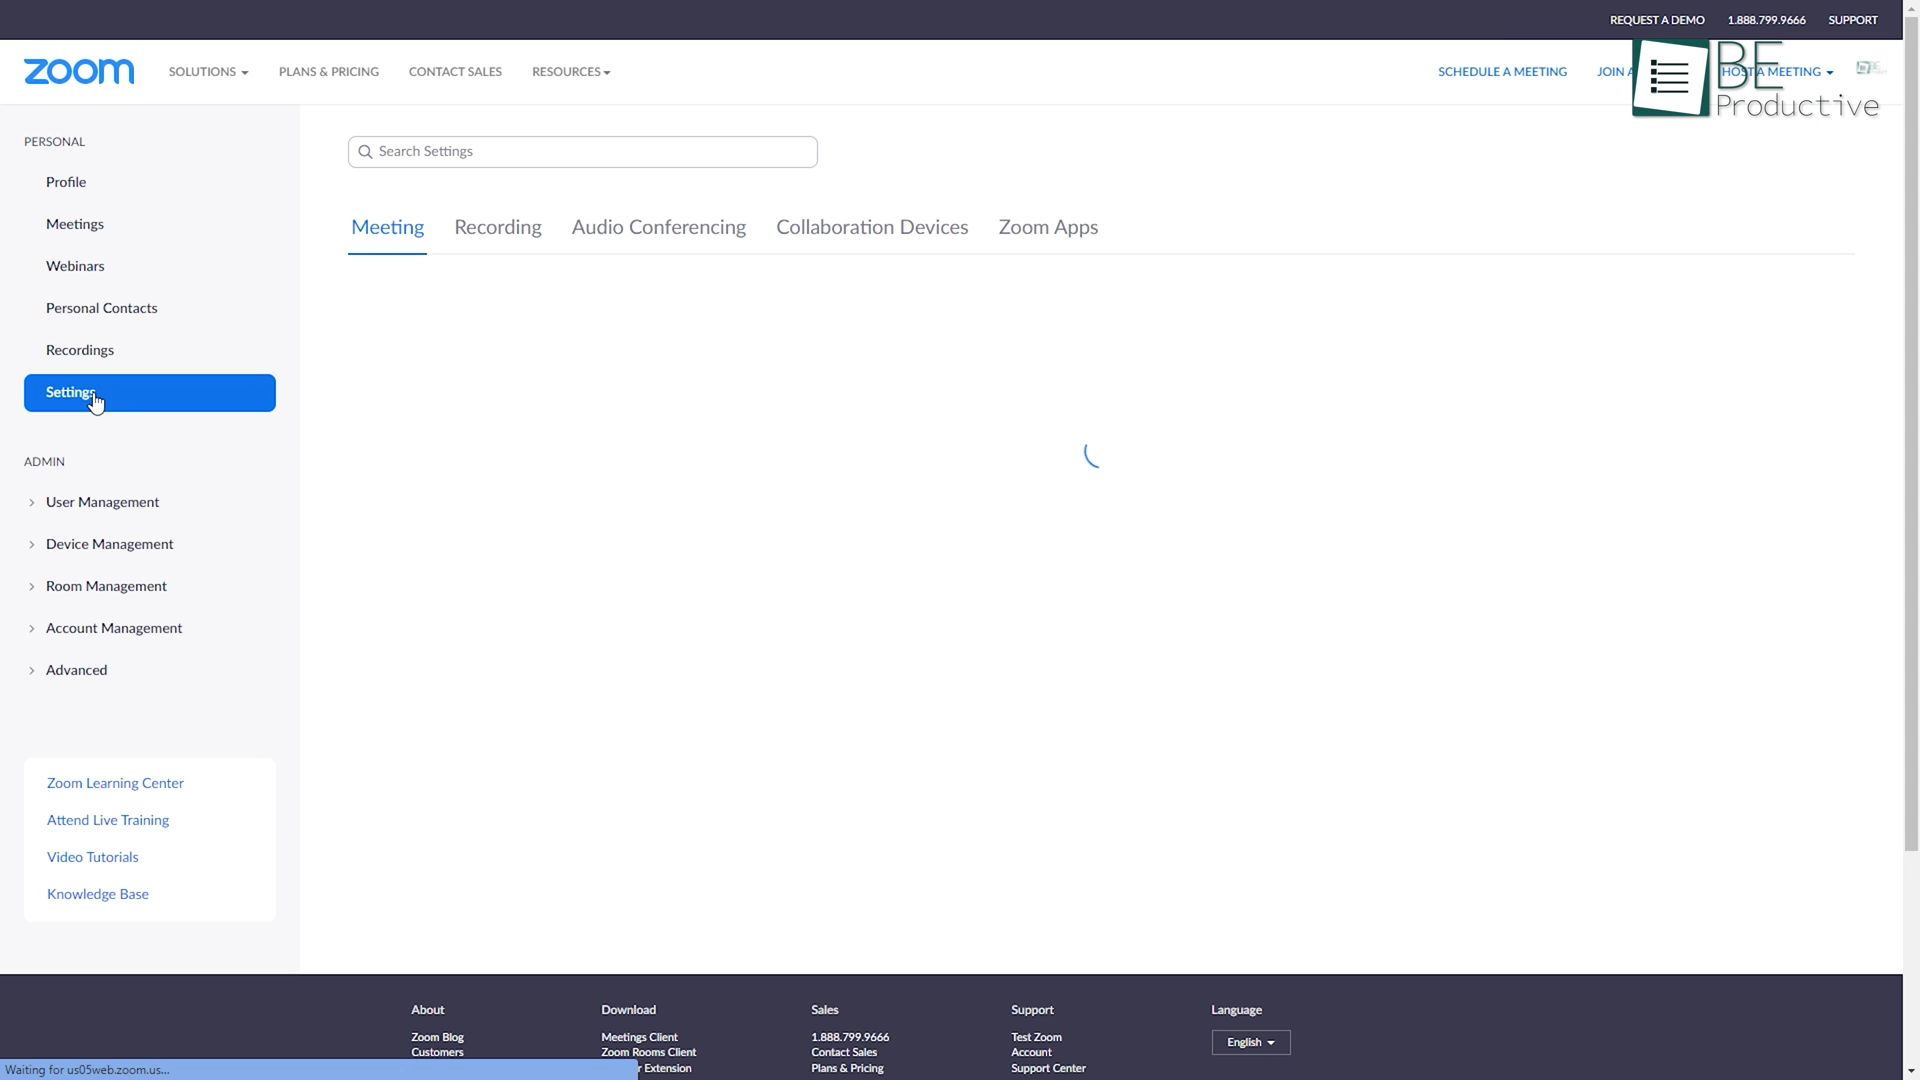 REQUEST A DEMO 1.888.799.9666 SUPPORT
zoom SOLUTIONS PLANS & PRICING CONTACT SALES RESOURCES SCHEDULE A MEETING JOIN A HOST A MEETING
BE
Productive
PERSONAL
Profile
Meetings
Webinars
Personal Contacts
Recordings
Settings
ADMIN
User Management
Device Management
Room Management
Account Management
Advanced
Zoom Learning Center
Attend Live Training
Video Tutorials
Knowledge Base
Search Settings
Meeting Recording Audio Conferencing Collaboration Devices Zoom Apps
About
Zoom Blog
Customers
Download
Meetings Client
Zoom Rooms Client
r Extension
Sales
1.888.799.9666
Contact Sales
Plans & Pricing
Support
Test Zoom
Account
Support Center
Language
English
Waiting for us05web.zoom.us...